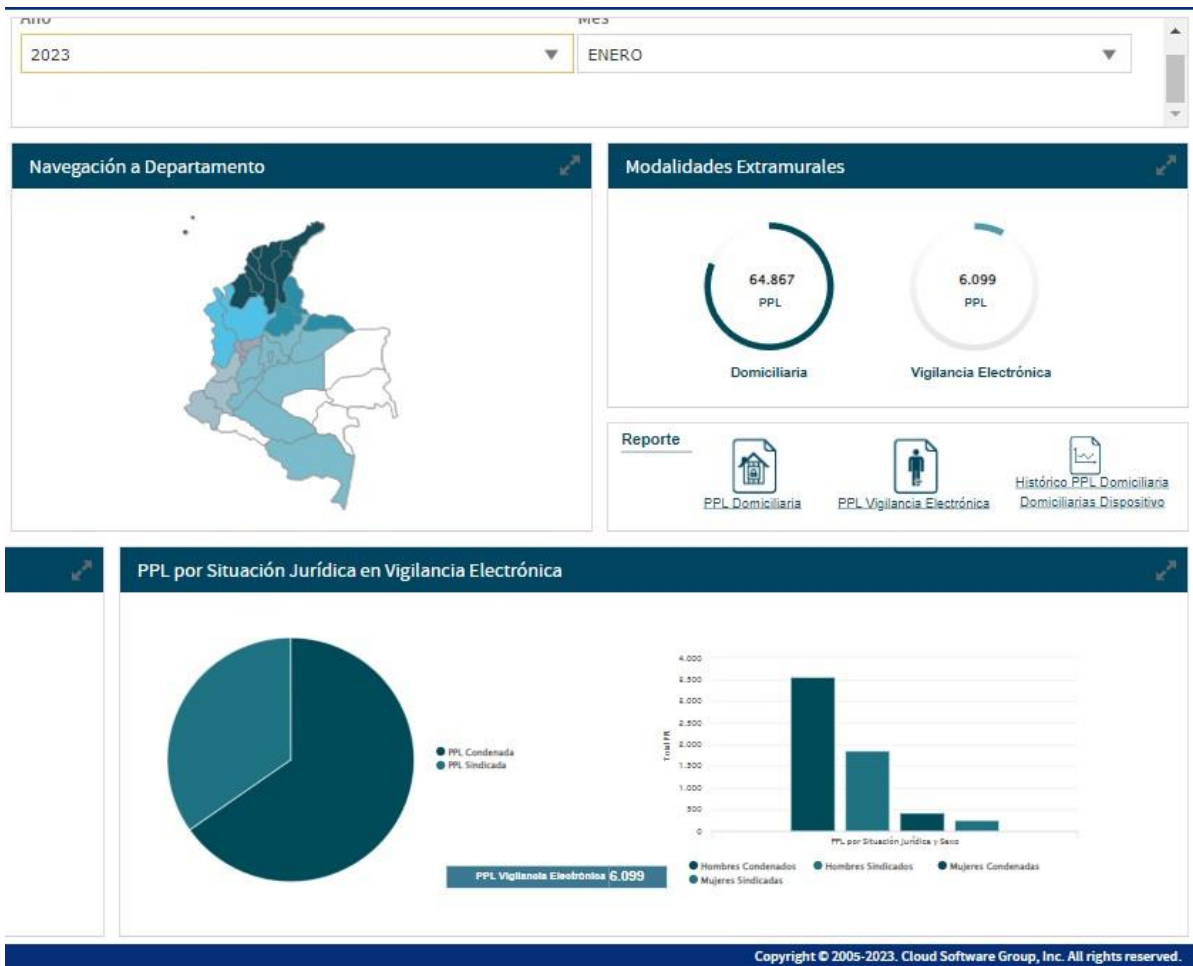 Año Mes
2023 ENERO
Navegación a Departamento
Modalidades Extramurales
64.867
PPL
6.099
PPL
Domiciliaria
Vigilancia Electrónica
Reporte
PPL Domiciliaria
PPL Vigilancia Electrónica
Histórico PPL Domiciliaria
Domiciliarias Dispositivo
PPL por Situación Jurídica en Vigilancia Electrónica
PPL Condenada
PPL Sindicada
PPL Vigilancia Electrónica 6.099
4.000
3.500
3.000
2.500
2.000
1.500
1.000
500
0
PPL por Situación Jurídica y Sexo
Hombres Condenados Hombres Sindicados Mujeres Condenadas
Mujeres Sindicadas
Copyright © 2005-2023. Cloud Software Group, Inc. All rights reserved.